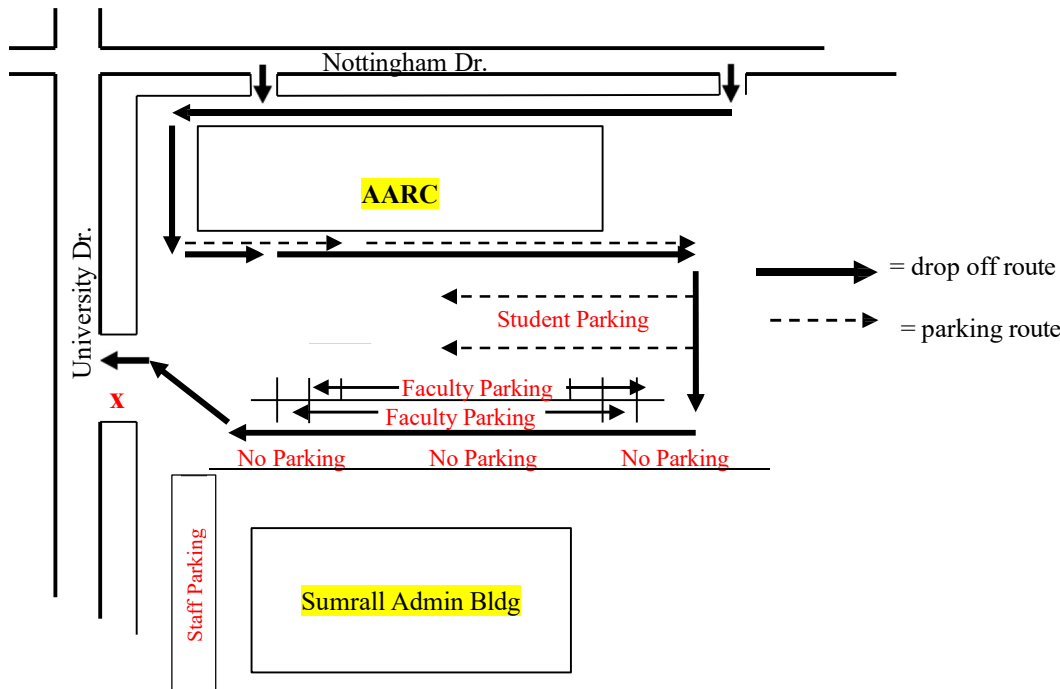 Nottingham Dr.
AARC
University Dr.
= drop off route
= parking route
Student Parking
x
Faculty Parking
Faculty Parking
No Parking No Parking No Parking
Staff Parking
Sumrall Admin Bldg